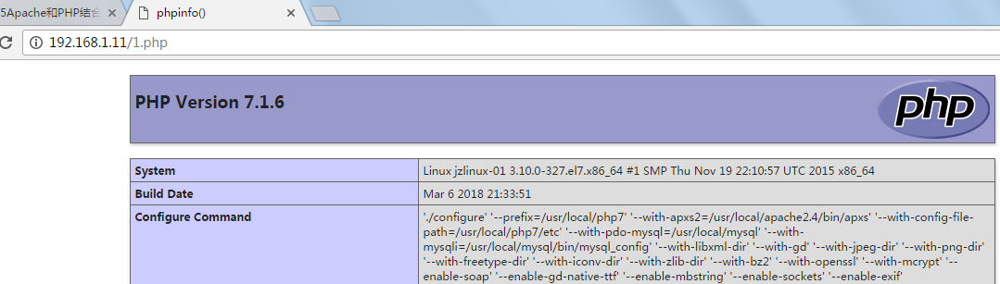 5Apache和PHP结合
phpinfo()
192.168.1.11/1.php
PHP Version 7.1.6
php
System
Linux jzlinux-01 3.10.0-327.el7.x86_64 #1 SMP Thu Nov 19 22:10:57 UTC 2015 x86_64
Build Date
Mar 6 2018 21:33:51
Configure Command
'./configure' '--prefix=/usr/local/php7' '--with-apxs2=/usr/local/apache2.4/bin/apxs' '--with-config-file-
path=/usr/local/php7/etc' '--with-pdo-mysql=/usr/local/mysql' '--with-
mysqli=/usr/local/mysql/bin/mysql_config' '--with-libxml-dir' '--with-gd' '--with-jpeg-dir' '--with-png-dir'
'--with-freetype-dir' '--with-iconv-dir' '--with-zlib-dir' '--with-bz2' '--with-openssl' '--with-mcrypt' '--
enable-soap' '--enable-gd-native-ttf' '--enable-mbstring' '--enable-sockets' '--enable-exif'